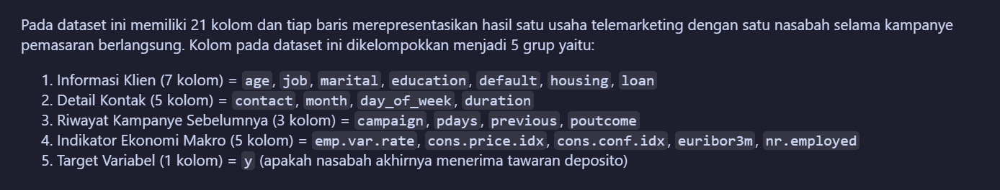 Pada dataset ini memiliki 21 kolom dan tiap baris merepresentasikan hasil satu usaha telemarketing dengan satu nasabah selama kampanye
pemasaran berlangsung. Kolom pada dataset ini dikelompokkan menjadi 5 grup yaitu:
1. Informasi Klien (7 kolom) = age, job, marital, education, default, housing, loan
2. Detail Kontak (5 kolom) = contact, month, day_of_week, duration
3. Riwayat Kampanye Sebelumnya (3 kolom) = campaign, pdays, previous, poutcome
4. Indikator Ekonomi Makro (5 kolom) = emp.var.rate, cons.price.idx, cons.conf.idx, euribor3m, nr.employed
5. Target Variabel (1 kolom) = y (apakah nasabah akhirnya menerima tawaran deposito)